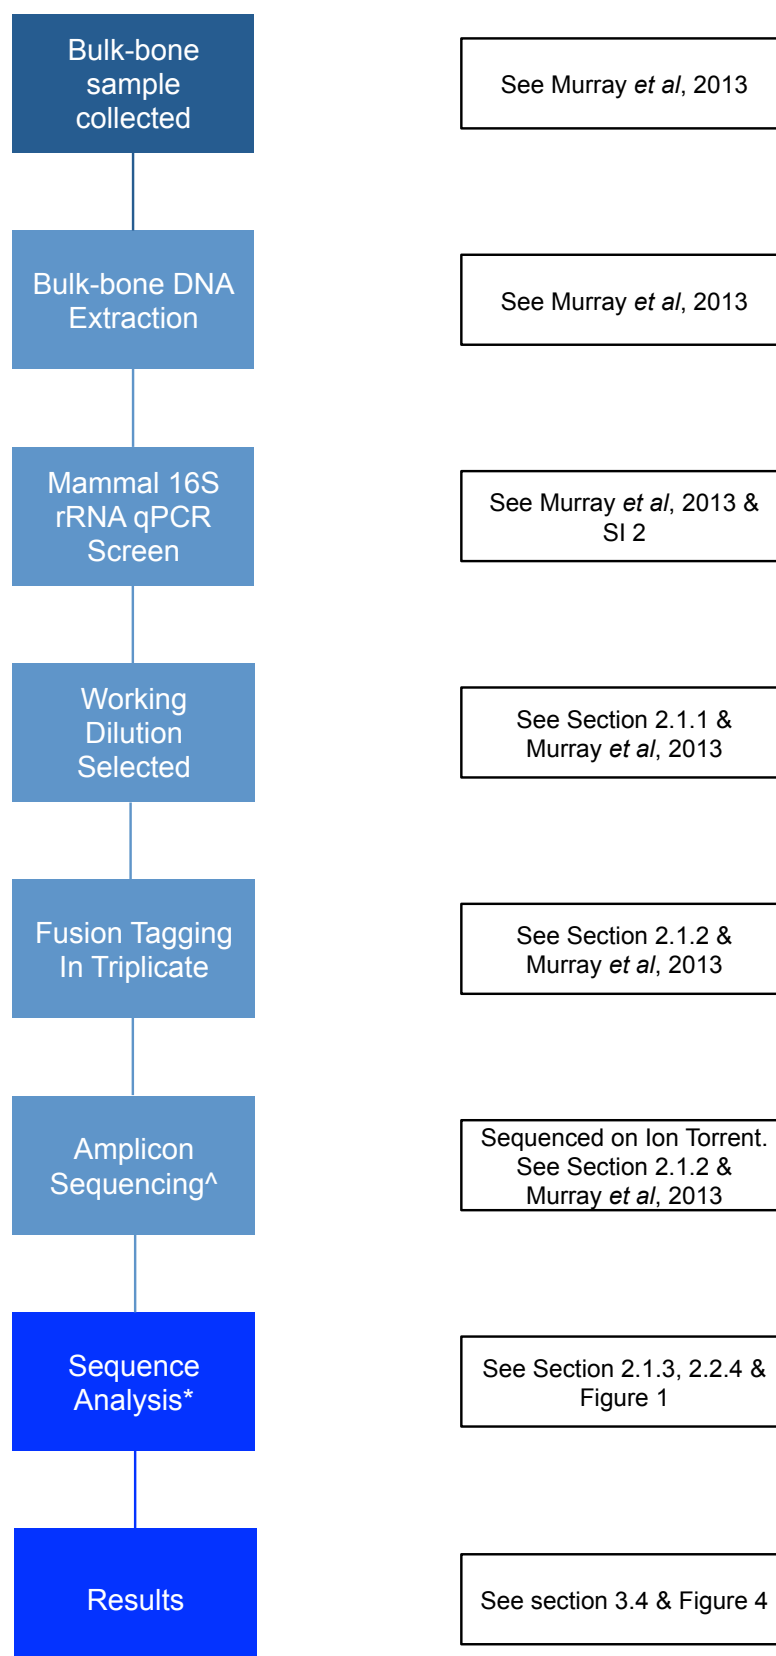 Bulk-bone
sample
collected
See Murray et al, 2013
Bulk-bone DNA
Extraction
See Murray et al, 2013
Mammal 16S
rRNA qPCR
Screen
See Murray et al, 2013 &
SI 2
Working
Dilution
Selected
See Section 2.1.1 &
Murray et al, 2013
Fusion Tagging
In Triplicate
See Section 2.1.2 &
Murray et al, 2013
Amplicon
Sequencing^
Sequenced on Ion Torrent.
See Section 2.1.2 &
Murray et al, 2013
Sequence
Analysis*
See Section 2.1.3, 2.2.4 &
Figure 1
Results
See section 3.4 & Figure 4